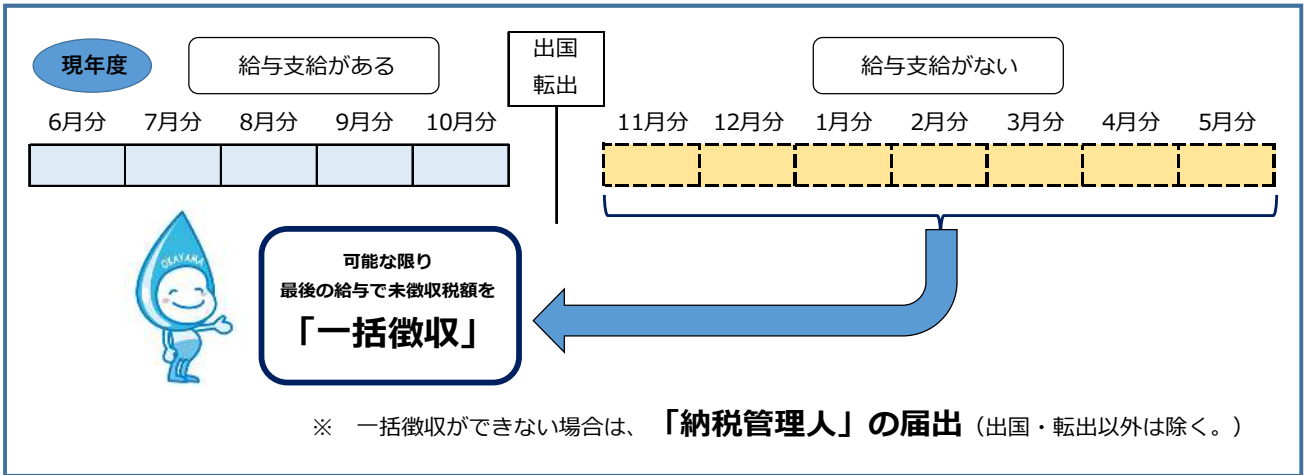 現年度
給与支給がある
出国
転出
給与支給がない
6月分 7月分 8月分 9月分 10月分 11月分 12月分 1月分 2月分 3月分 4月分 5月分
OKAYAMA
可能な限り
最後の給与で未徴収税額を
「一括徴収」
※ 一括徴収ができない場合は、「納税管理人」の届出（出国・転出以外は除く。）